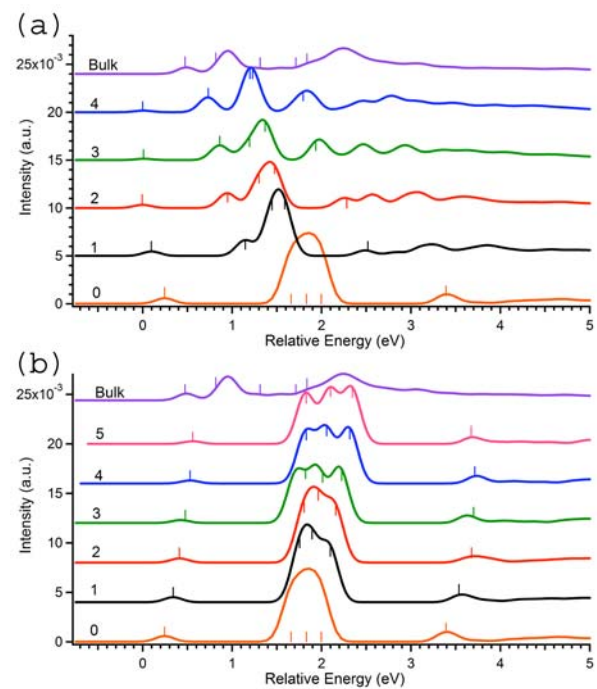 (a)
Bulk
25x10-3
4
20
3
15
2
10
1
5
0
0
Intensity (a.u.)
0 1 2 3 4 5
Relative Energy (eV)
(b)
Bulk
25x10-3
5
20
4
15
3
10
2
5
1
0
0
Intensity (a.u.)
0 1 2 3 4 5
Relative Energy (eV)